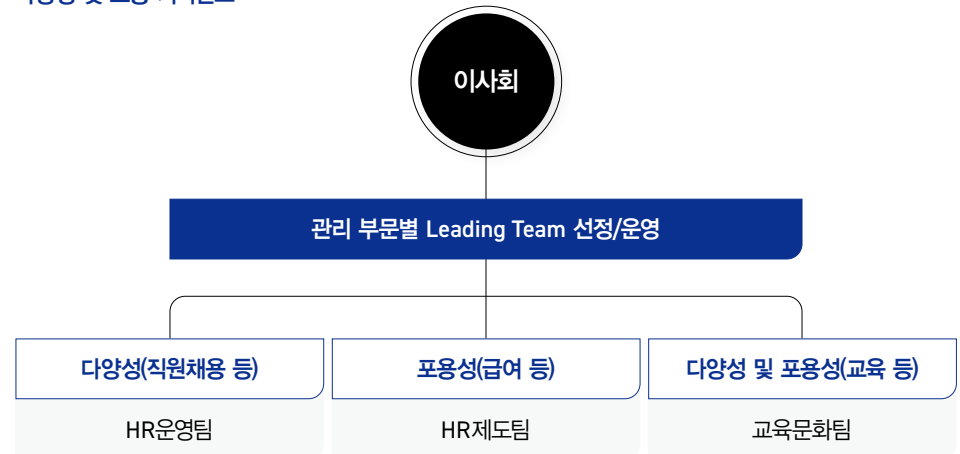 이사회
관리 부문별 Leading Team 선정/운영
다양성(직원채용 등)
포용성(급여 등)
다양성 및 포용성(교육 등)
HR운영팀
HR제도팀
교육문화팀